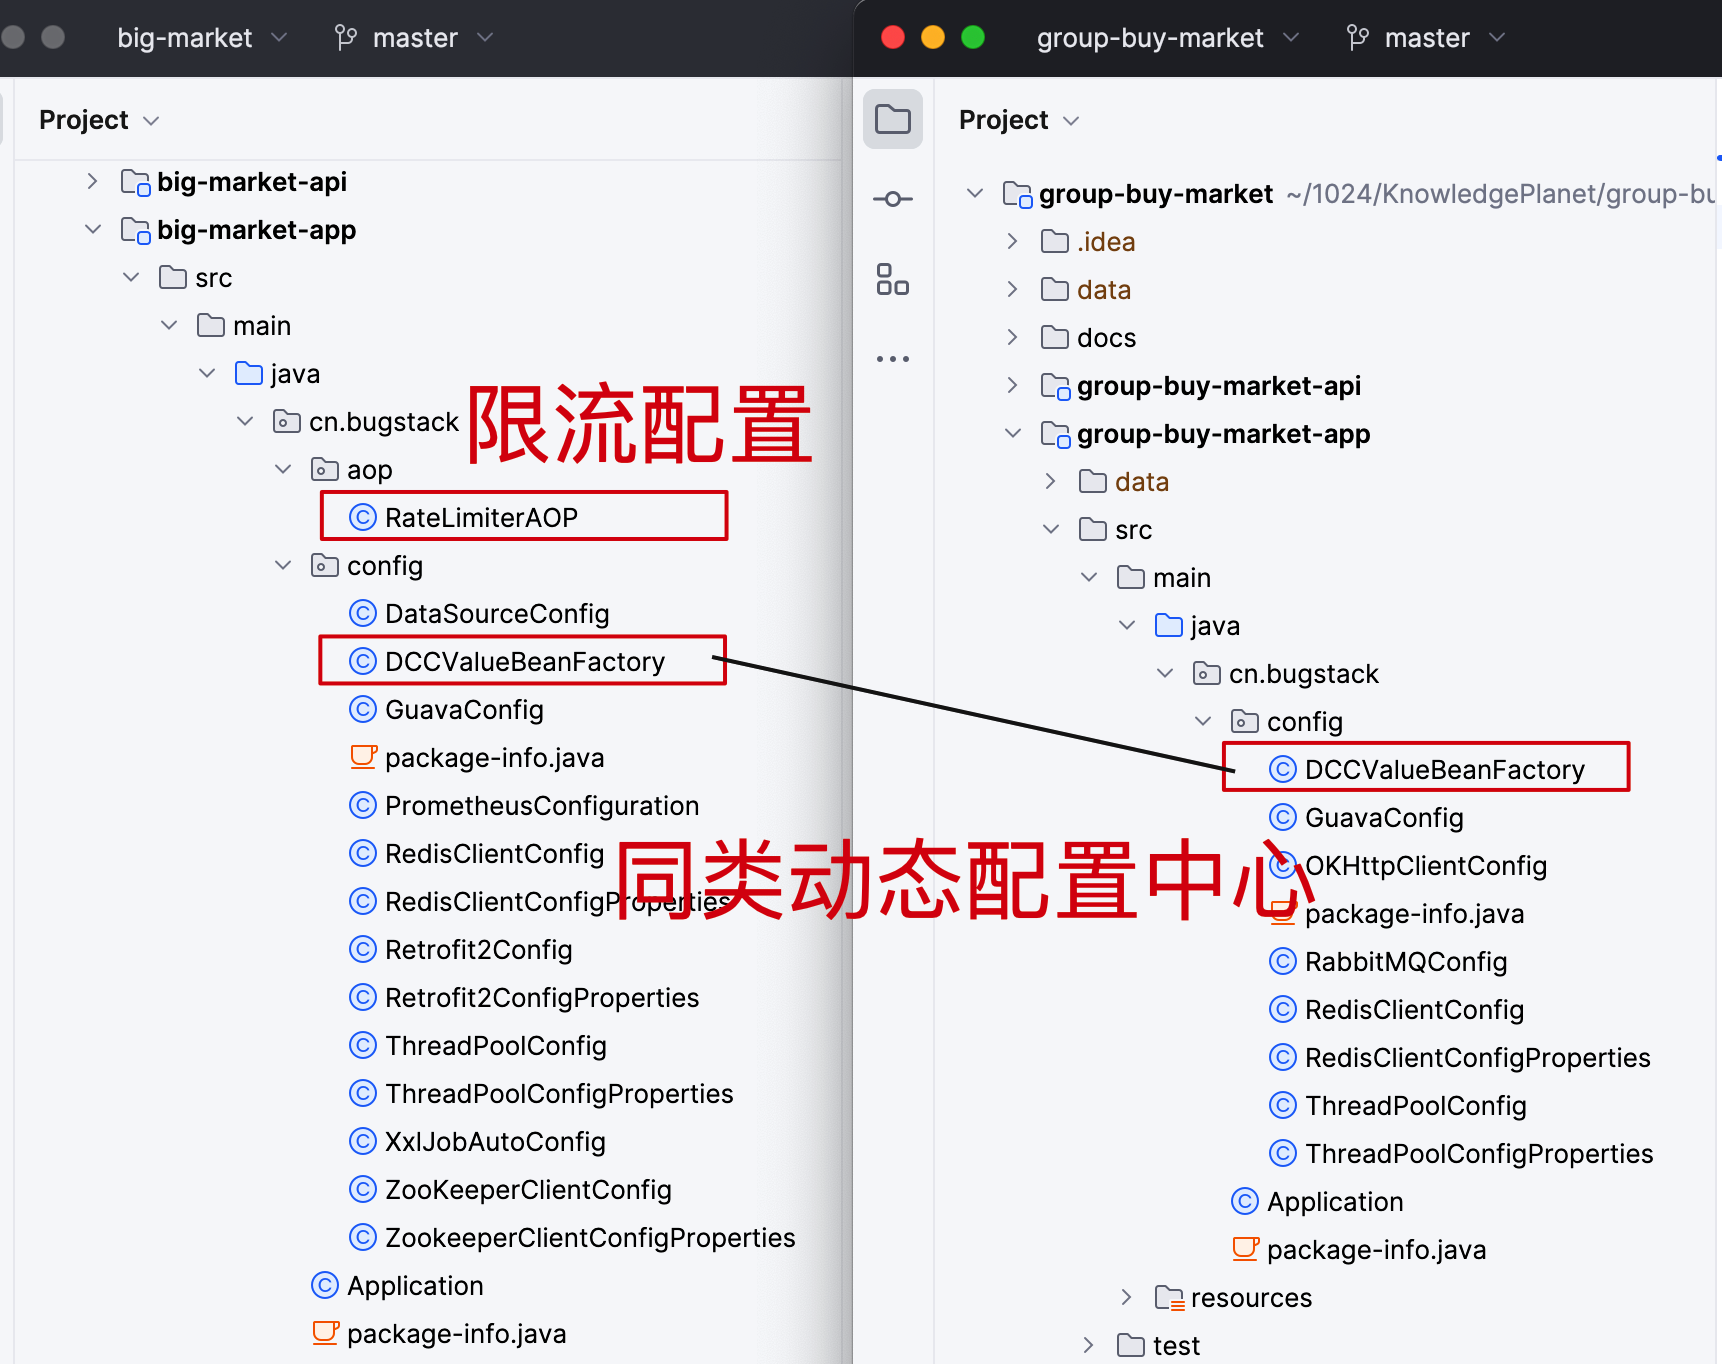 big-market
master
Project
big-market-api
big-market-app
src
main
java
cn.bugstack
限流配置
aop
RateLimiterAOP
config
DataSourceConfig
DCCValueBeanFactory
GuavaConfig
package-info.java
PrometheusConfiguration
RedisClientConfig
同类动态配置中心
RedisClientConfigProperties
Retrofit2Config
Retrofit2ConfigProperties
ThreadPoolConfig
ThreadPoolConfigProperties
XxlJobAutoConfig
ZooKeeperClientConfig
ZookeeperClientConfigProperties
Application
package-info.java
group-buy-market
master
Project
group-buy-market ~/1024/KnowledgePlanet/group-bu
.idea
data
docs
group-buy-market-api
group-buy-market-app
data
src
main
java
cn.bugstack
config
DCCValueBeanFactory
GuavaConfig
OKHttpClientConfig
package-info.java
RabbitMQConfig
RedisClientConfig
RedisClientConfigProperties
ThreadPoolConfig
ThreadPoolConfigProperties
Application
package-info.java
resources
test